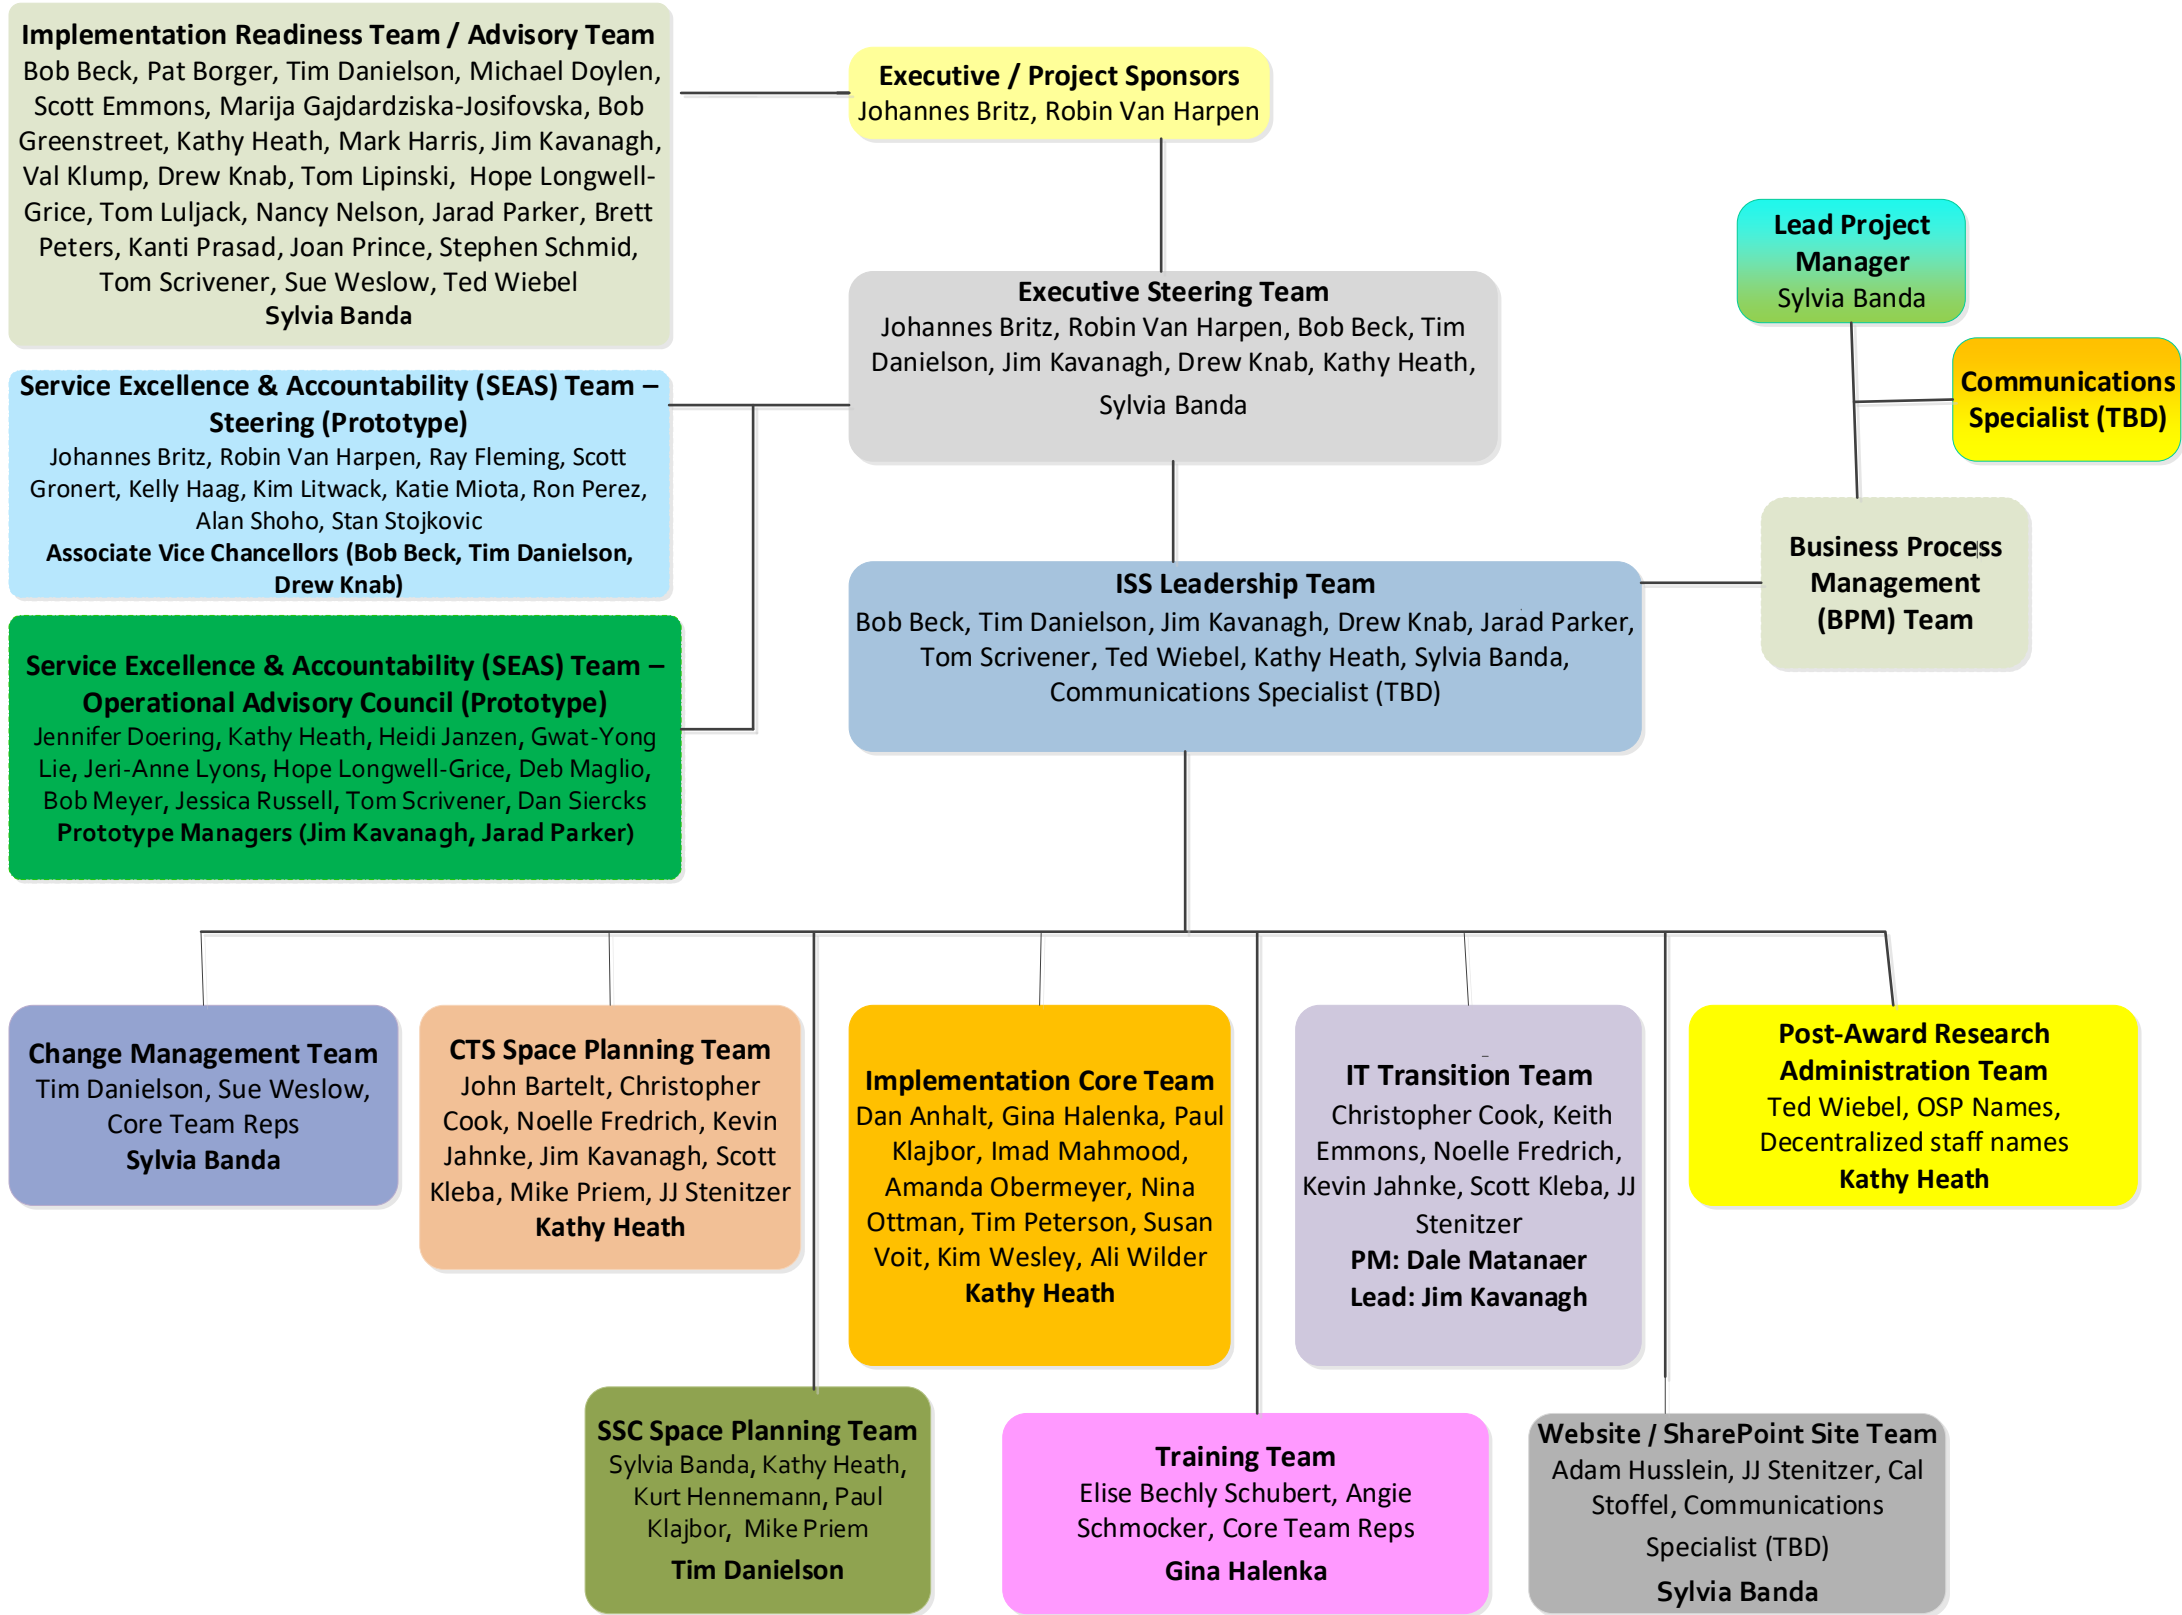 Implementation Readiness Team / Advisory Team
Bob Beck, Pat Borger, Tim Danielson, Michael Doylen,
Scott Emmons, Marija Gajdardziska-Josifovska, Bob
Greenstreet, Kathy Heath, Mark Harris, Jim Kavanagh,
Val Klump, Drew Knab, Tom Lipinski, Hope Longwell-
Grice, Tom Luljack, Nancy Nelson, Jarad Parker, Brett
Peters, Kanti Prasad, Joan Prince, Stephen Schmid,
Tom Scrivener, Sue Weslow, Ted Wiebel
Sylvia Banda
Executive / Project Sponsors
Johannes Britz, Robin Van Harpen
Lead Project
Manager
Sylvia Banda
Executive Steering Team
Johannes Britz, Robin Van Harpen, Bob Beck, Tim
Danielson, Jim Kavanagh, Drew Knab, Kathy Heath,
Sylvia Banda
Communications
Specialist (TBD)
Service Excellence & Accountability (SEAS) Team –
Steering (Prototype)
Johannes Britz, Robin Van Harpen, Ray Fleming, Scott
Gronert, Kelly Haag, Kim Litwack, Katie Miota, Ron Perez,
Alan Shoho, Stan Stojkovic
Associate Vice Chancellors (Bob Beck, Tim Danielson,
Drew Knab)
Business Process
Management
(BPM) Team
ISS Leadership Team
Bob Beck, Tim Danielson, Jim Kavanagh, Drew Knab, Jarad Parker,
Tom Scrivener, Ted Wiebel, Kathy Heath, Sylvia Banda,
Communications Specialist (TBD)
Service Excellence & Accountability (SEAS) Team –
Operational Advisory Council (Prototype)
Jennifer Doering, Kathy Heath, Heidi Janzen, Gwat-Yong
Lie, Jeri-Anne Lyons, Hope Longwell-Grice, Deb Maglio,
Bob Meyer, Jessica Russell, Tom Scrivener, Dan Siercks
Prototype Managers (Jim Kavanagh, Jarad Parker)
Change Management Team
Tim Danielson, Sue Weslow,
Core Team Reps
Sylvia Banda
CTS Space Planning Team
John Bartelt, Christopher
Cook, Noelle Fredrich, Kevin
Jahnke, Jim Kavanagh, Scott
Kleba, Mike Priem, JJ Stenitzer
Kathy Heath
Implementation Core Team
Dan Anhalt, Gina Halenka, Paul
Klajbor, Imad Mahmood,
Amanda Obermeyer, Nina
Ottman, Tim Peterson, Susan
Voit, Kim Wesley, Ali Wilder
Kathy Heath
IT Transition Team
Christopher Cook, Keith
Emmons, Noelle Fredrich,
Kevin Jahnke, Scott Kleba, JJ
Stenitzer
PM: Dale Matanaer
Lead: Jim Kavanagh
Post-Award Research
Administration Team
Ted Wiebel, OSP Names,
Decentralized staff names
Kathy Heath
SSC Space Planning Team
Sylvia Banda, Kathy Heath,
Kurt Hennemann, Paul
Klajbor, Mike Priem
Tim Danielson
Training Team
Elise Bechly Schubert, Angie
Schmocker, Core Team Reps
Gina Halenka
Website / SharePoint Site Team
Adam Husslein, JJ Stenitzer, Cal
Stoffel, Communications
Specialist (TBD)
Sylvia Banda